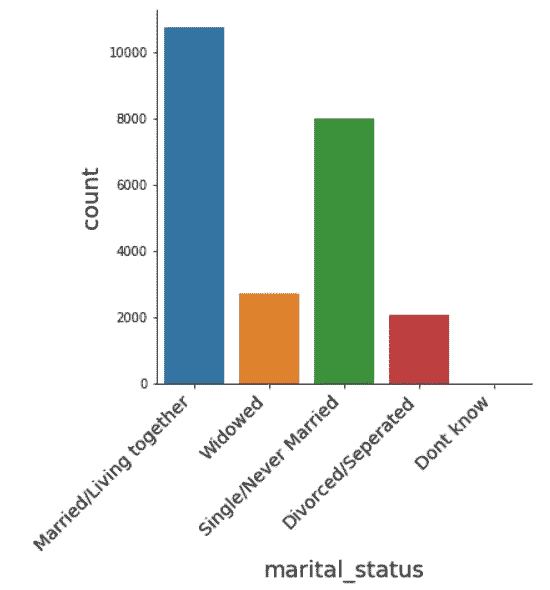 10000
8000
6000
4000
2000
0
count
Married/Living together
Widowed
Single/Never Married
Divorced/Seperated
Dont know
marital_status